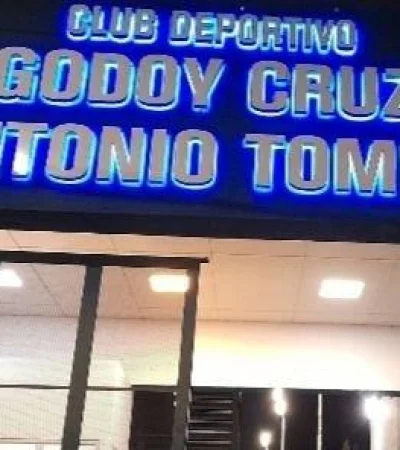 CLUB DEPORTIVO
GODOY CRUZ
NTONIO TOM